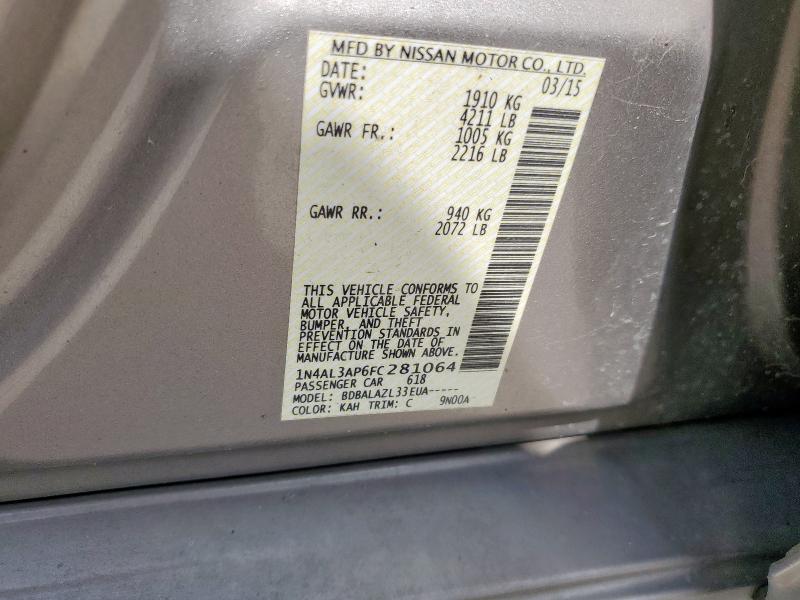 MFD BY NISSAN MOTOR CO., LTD.
DATE: 03/15
GVWR: 1910 KG
4211 LB
GAWR FR.: 1005 KG
2216 LB
GAWR RR.: 940 KG
2072 LB
THIS VEHICLE CONFORMS TO
ALL APPLICABLE FEDERAL
MOTOR VEHICLE SAFETY,
BUMPER, AND THEFT
PREVENTION STANDARDS IN
EFFECT ON THE DATE OF
MANUFACTURE SHOWN ABOVE.
1N4AL3AP6FC281064
PASSENGER CAR 618
MODEL: BDBALAZL33EUA-----
COLOR: KAH TRIM: C 9N00A